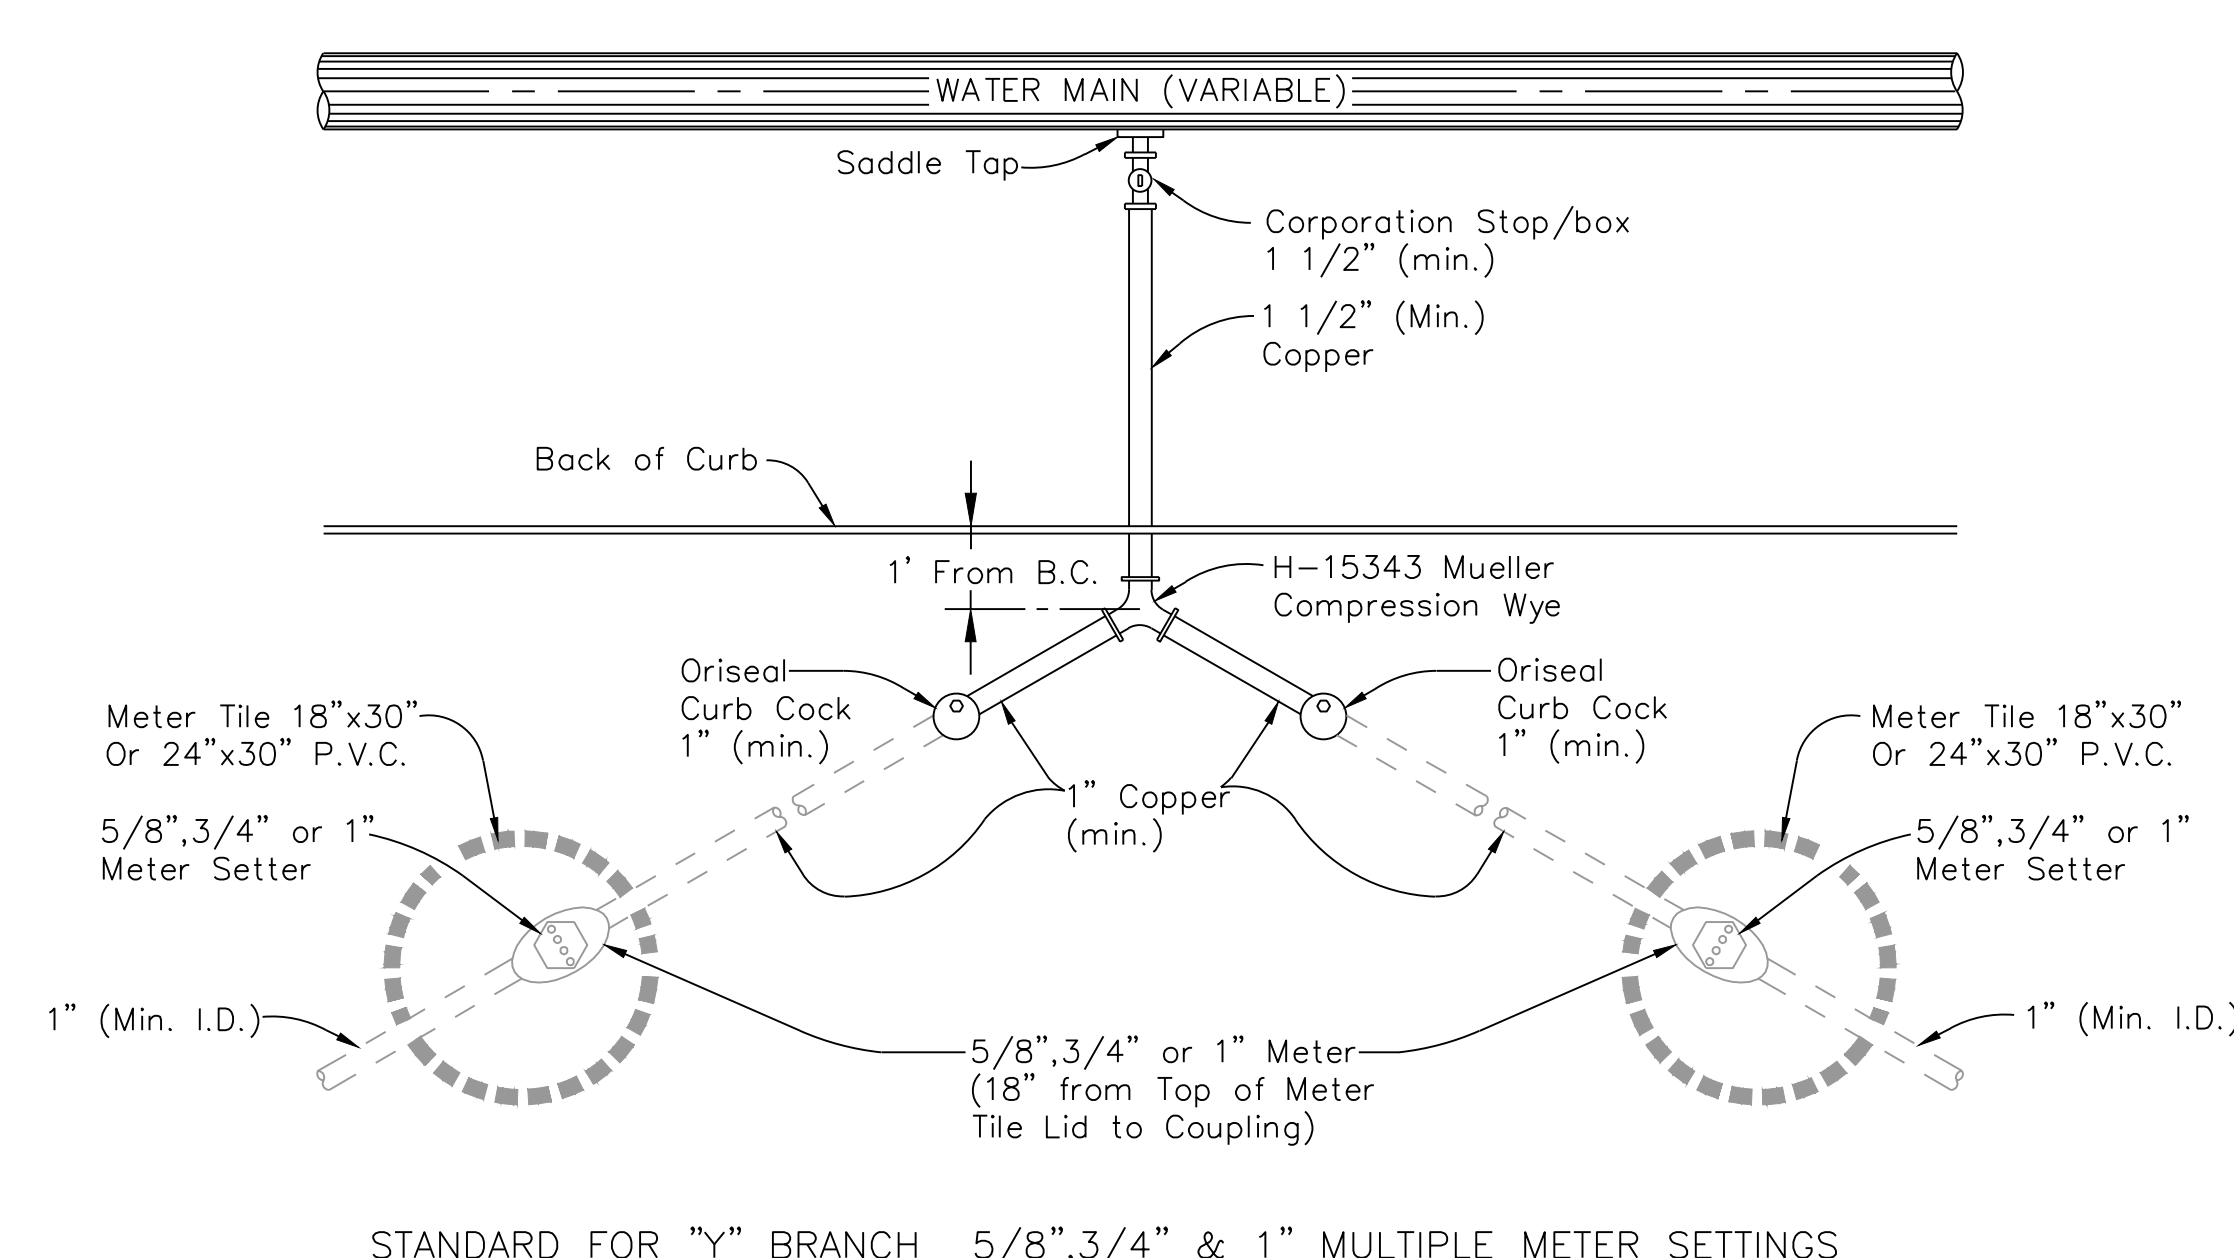 WATER MAIN (VARIABLE)
Saddle Tap
Corporation Stop/box
1 1/2" (min.)
1 1/2" (Min.)
Copper
Back of Curb
1' From B.C.
H-15343 Mueller
Compression Wye
Oriseal
Curb Cock
1" (min.)
Oriseal
Curb Cock
1" (min.)
Meter Tile 18"x30"
Or 24"x30" P.V.C.
Meter Tile 18"x30"
Or 24"x30" P.V.C.
1" Copper
(min.)
5/8",3/4" or 1"
Meter Setter
5/8",3/4" or 1"
Meter Setter
1" (Min. I.D.)
1" (Min. I.D.)
5/8",3/4" or 1" Meter
(18" from Top of Meter
Tile Lid to Coupling)
STANDARD FOR "Y" BRANCH 5/8",3/4" & 1" MULTIPLE METER SETTINGS